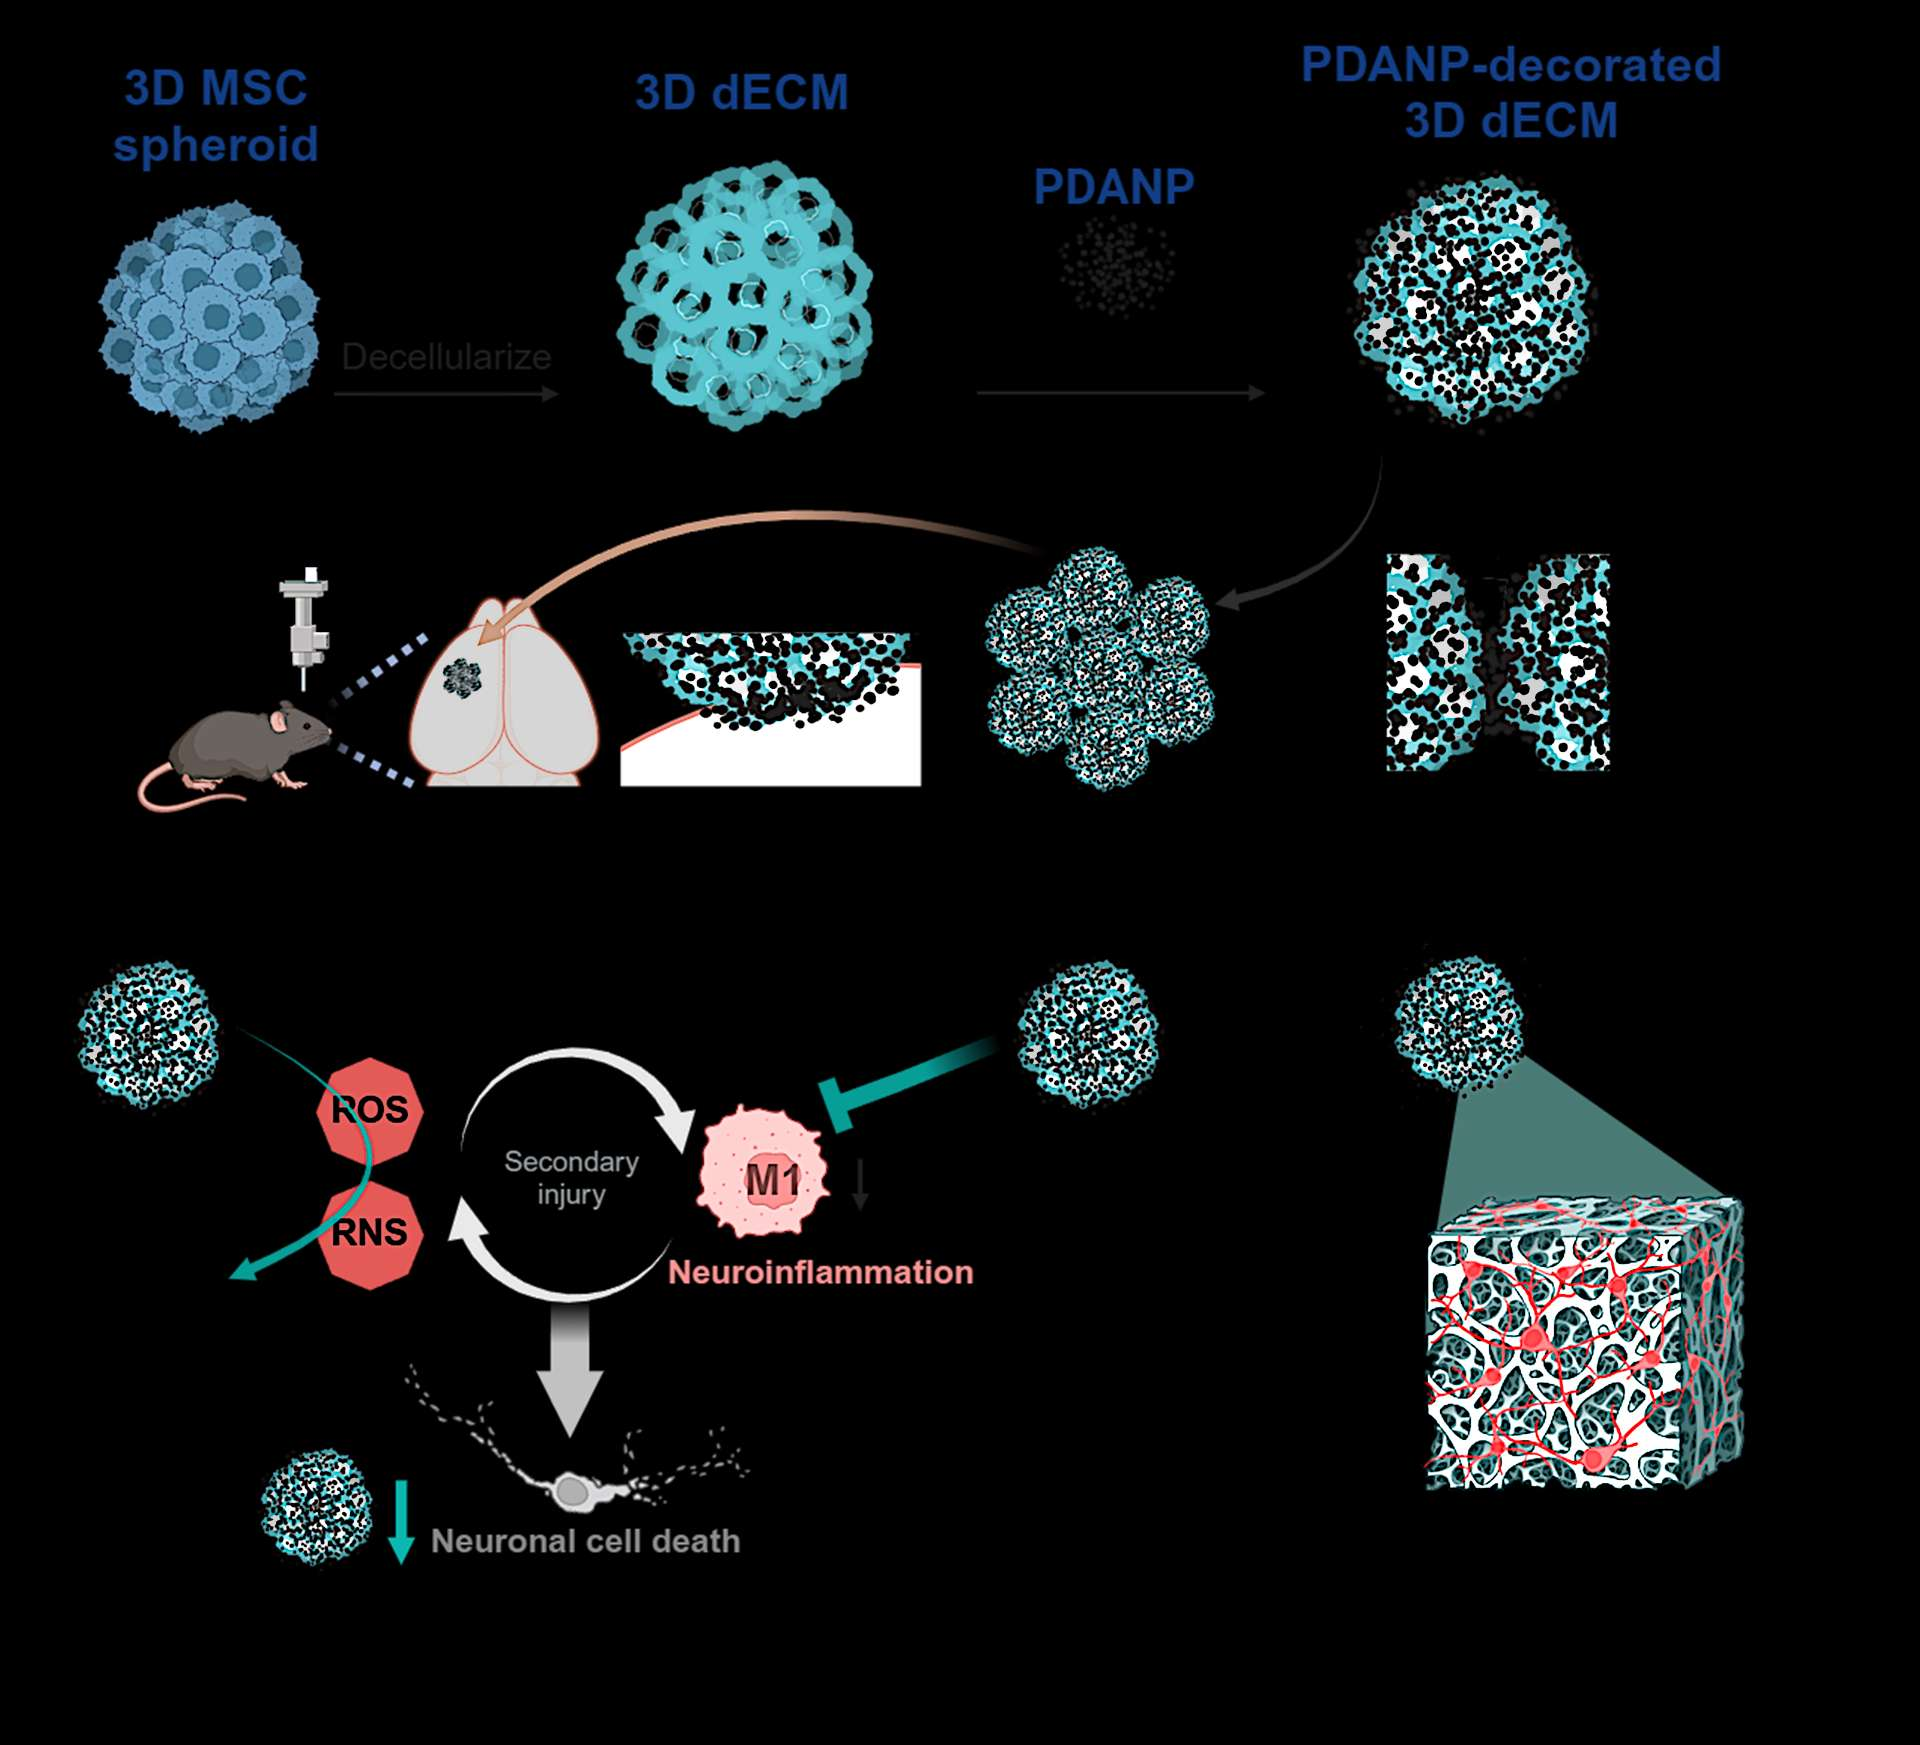 3D MSC
spheroid
3D dECM
PDANP-decorated
3D dECM
PDANP
Decellularize
ROS
RNS
Secondary
injury
M1
Neuroinflammation
Neuronal cell death